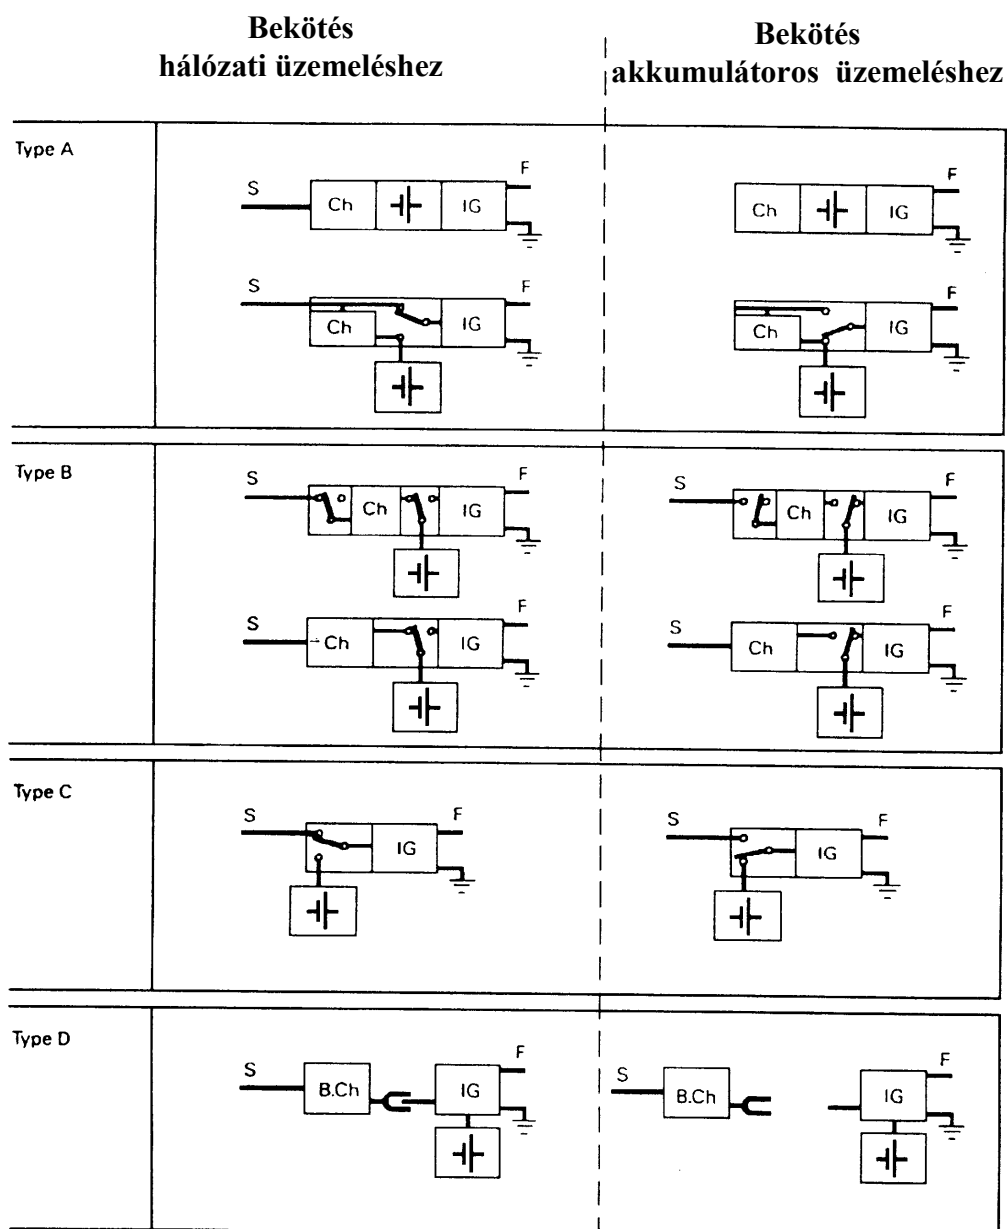 Bekötés
hálózati üzemeléshez
Bekötés
akkumulátoros üzemeléshez
Type A
S
Ch
IG
F
Ch
IG
F
S
Ch
IG
F
Ch
IG
F
Type B
S
Ch
IG
F
S
Ch
IG
F
S
Ch
IG
F
S
Ch
IG
F
Type C
S
IG
F
S
IG
F
Type D
S
B.Ch
IG
F
S
B.Ch
IG
F